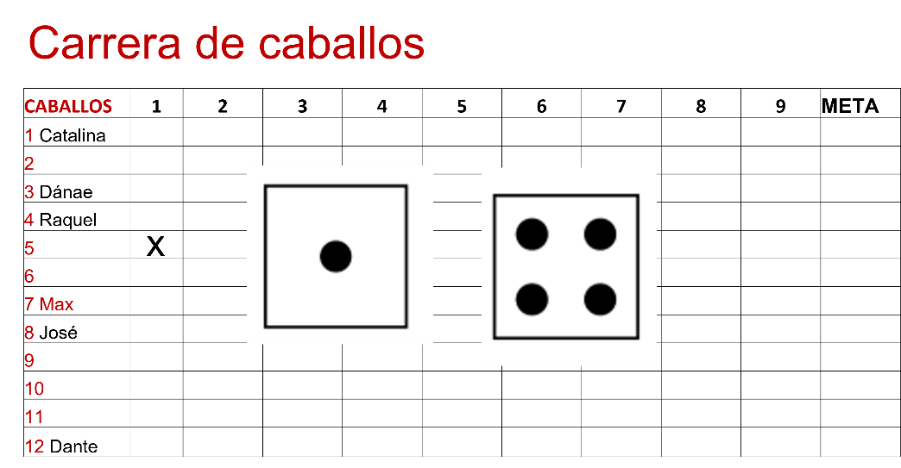 Carrera de caballos
CABALLOS 1 2 3 4 5 6 7 8 9 META
1 Catalina
2
3 Dánae
4 Raquel
5 X
6
7 Max
8 José
9
10
11
12 Dante